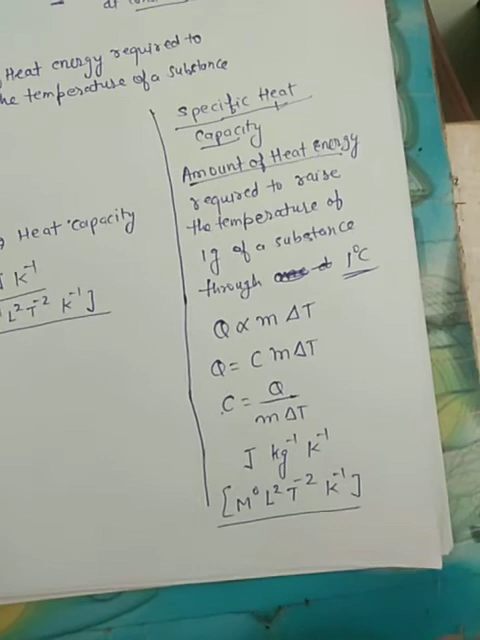 at
Heat energy required to
the temperature of a substance
Heat Capacity
J K⁻¹
L² T⁻² K⁻¹]
Specific Heat
Capacity
Amount of Heat Energy
required to raise
the temperature of
1g of a substance
through 1°C
Q ∝ m ΔT
Q = C m ΔT
C = Q / m ΔT
J kg⁻¹ K⁻¹
[M⁰ L² T⁻² K⁻¹]